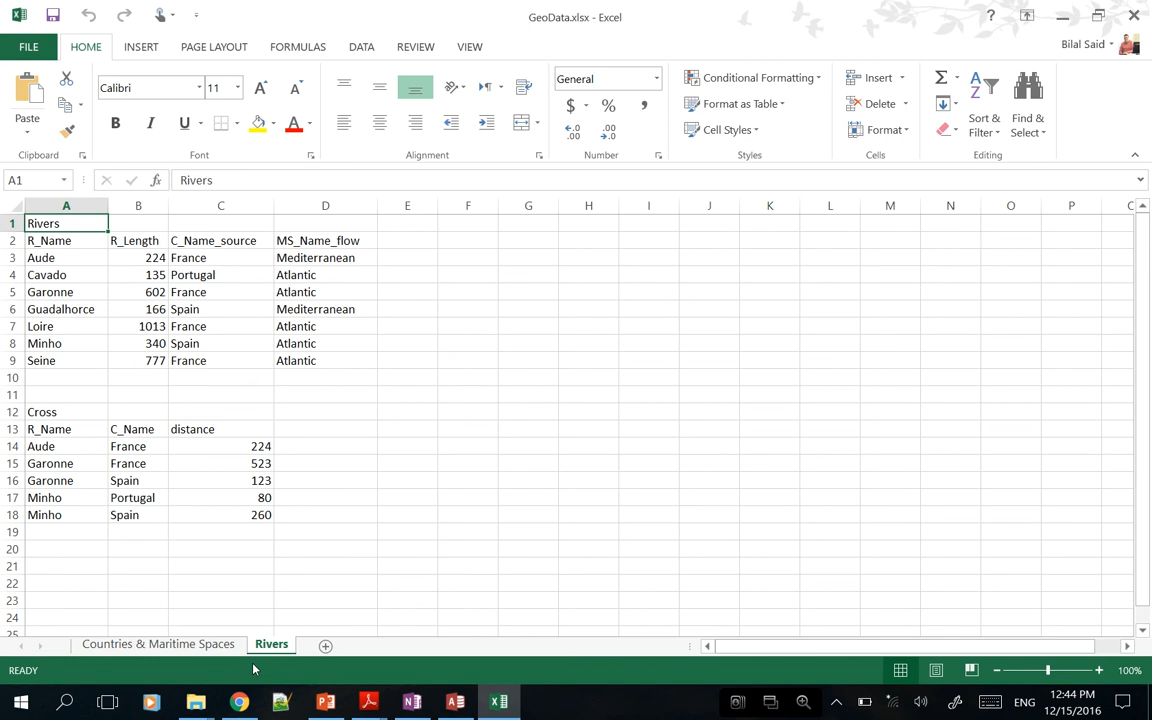 GeoData.xlsx - Excel
FILE HOME INSERT PAGE LAYOUT FORMULAS DATA REVIEW VIEW Bilal Said
Paste
Clipboard
Calibri 11
B I U
Font
Alignment
General
$ % ,
Number
Conditional Formatting
Format as Table
Cell Styles
Styles
Insert
Delete
Format
Cells
Sort & Filter
Find & Select
Editing
A1 fx Rivers
A B C D E F G H I J K L M N O P C
1 Rivers
2 R_Name R_Length C_Name_source MS_Name_flow
3 Aude 224 France Mediterranean
4 Cavado 135 Portugal Atlantic
5 Garonne 602 France Atlantic
6 Guadalhorce 166 Spain Mediterranean
7 Loire 1013 France Atlantic
8 Minho 340 Spain Atlantic
9 Seine 777 France Atlantic
10
11
12 Cross
13 R_Name C_Name distance
14 Aude France 224
15 Garonne France 523
16 Garonne Spain 123
17 Minho Portugal 80
18 Minho Spain 260
19
20
21
22
23
24
25
Countries & Maritime Spaces Rivers
READY 100%
ENG 12:44 PM
12/15/2016